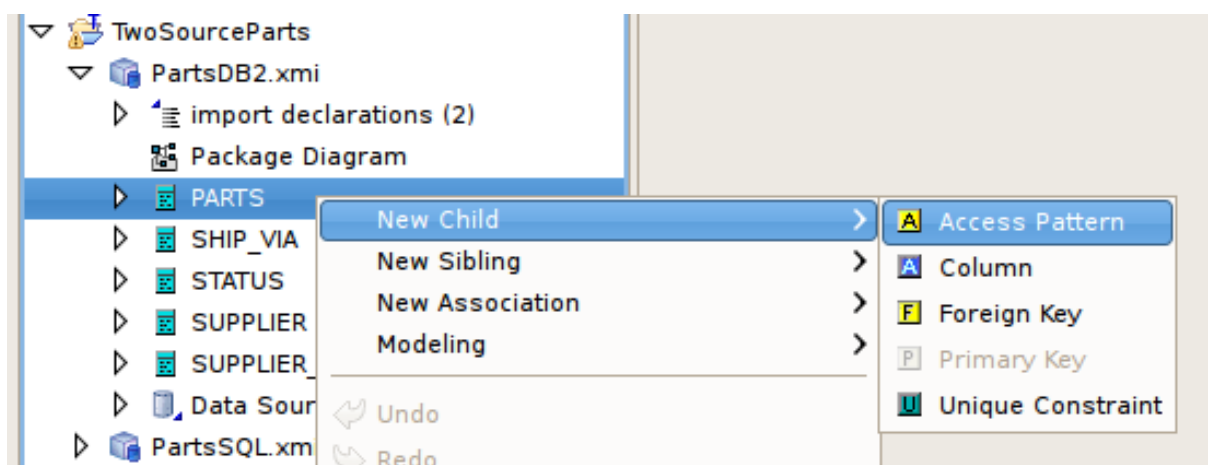 TwoSourceParts
PartsDB2.xmi
import declarations (2)
Package Diagram
PARTS
SHIP_VIA
STATUS
SUPPLIER
SUPPLIER_
Data Sour
PartsSQL.xm
New Child
New Sibling
New Association
Modeling
Undo
Redo
Access Pattern
Column
Foreign Key
Primary Key
Unique Constraint